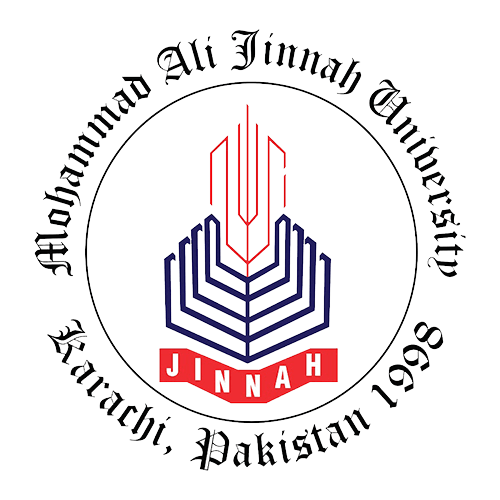 Mohammad Ali Jinnah University
JINNAH
Karachi, Pakistan 1998